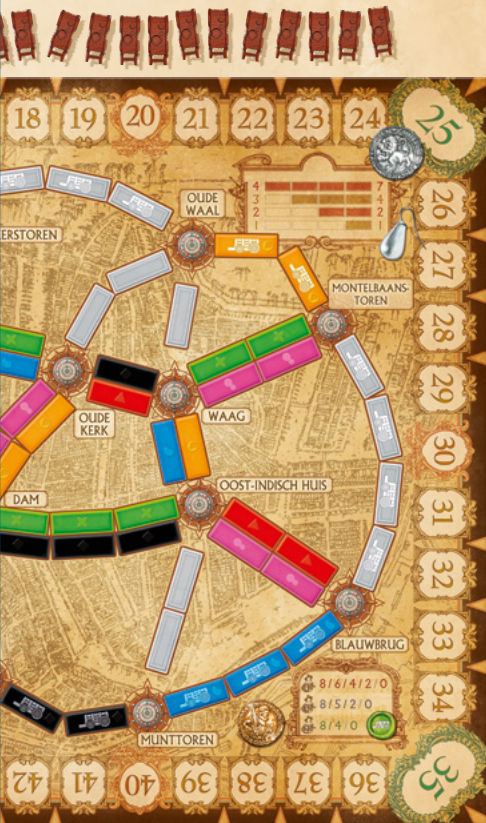 18 19 20 21 22 23 24 25
OUDE
WAAL
4 7
3 4
2 2
1 1
26
ERSTOREN
27
MONTELBAANS-
TOREN
28
29
OUDE
KERK
WAAG
30
OOST-INDISCH HUIS
DAM
31
32
BLAUWBRUG
33
8/6/4/2/0
8/5/2/0
8/4/0
34
MUNTTOREN
42 41 40 39 38 37 36 35